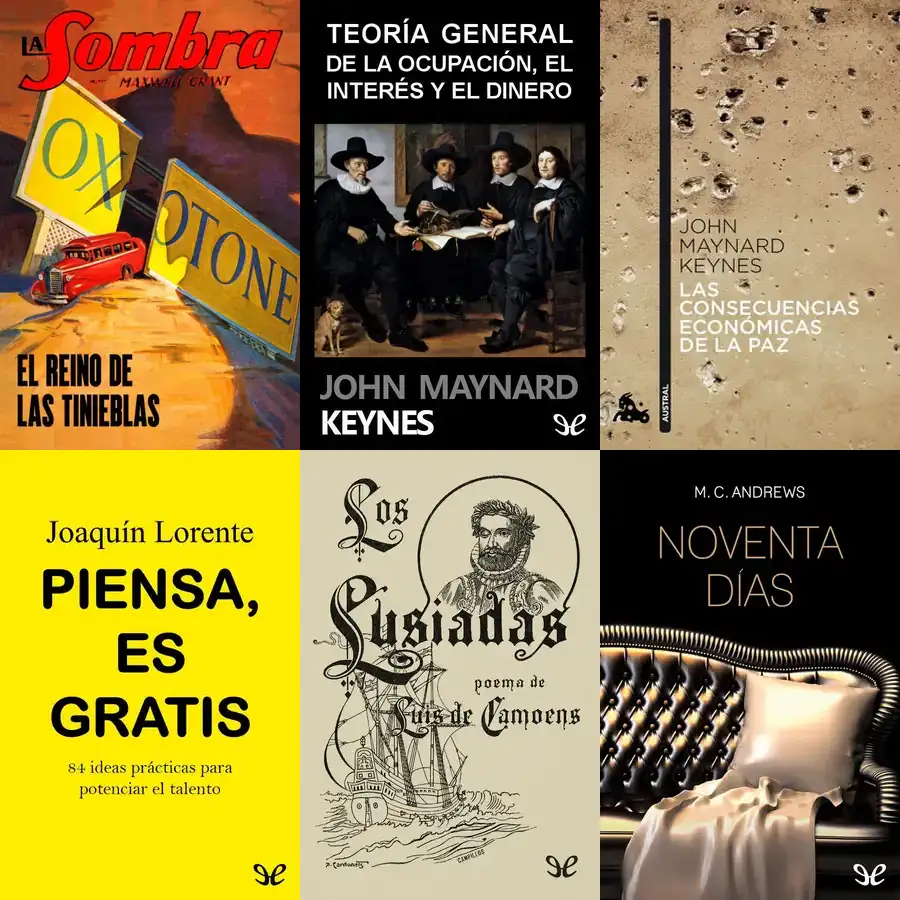 LA Sombra
MAXWELL GRANT
OXOTONE
EL REINO DE
LAS TINIEBLAS
TEORÍA GENERAL
DE LA OCUPACIÓN, EL
INTERÉS Y EL DINERO
JOHN MAYNARD
KEYNES
JOHN
MAYNARD
KEYNES
LAS
CONSECUENCIAS
ECONÓMICAS
DE LA PAZ
AUSTRAL
Joaquín Lorente
PIENSA,
ES
GRATIS
84 ideas prácticas para
potenciar el talento
Los
Lusiadas
poema de
Luis de Camoens
CAMPILLOS
M. C. ANDREWS
NOVENTA
DÍAS